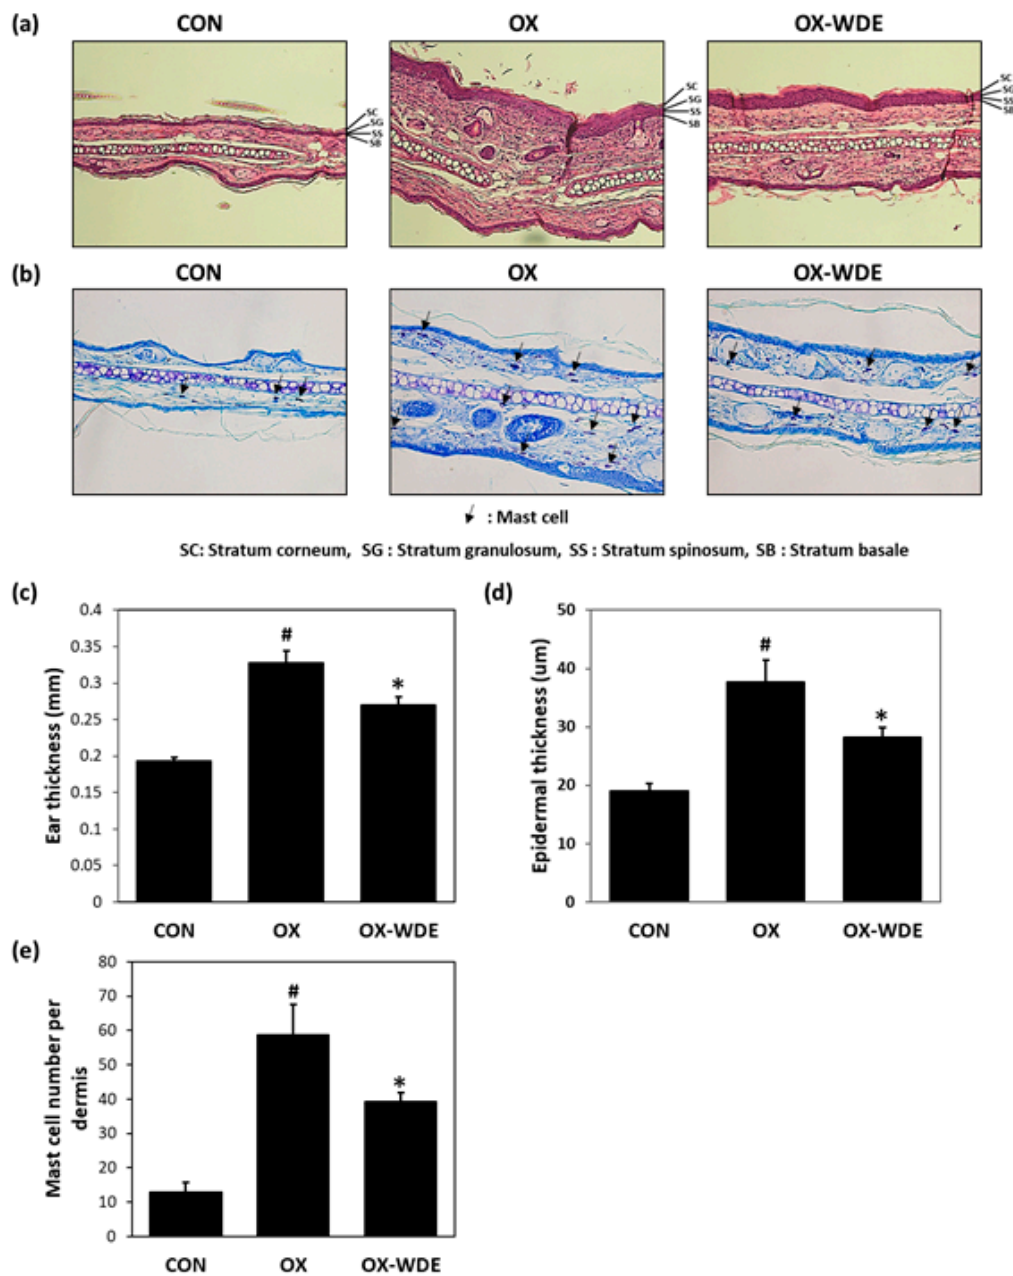 (a)
CON
OX
OX-WDE
SC
SG
SS
SB
SC
SG
SS
SB
SC
SG
SS
SB
(b)
CON
OX
OX-WDE
: Mast cell
SC: Stratum corneum, SG : Stratum granulosum, SS : Stratum spinosum, SB : Stratum basale
(c)
Ear thickness (mm)
0.4
0.35
0.3
0.25
0.2
0.15
0.1
0.05
0
#
*
CON
OX
OX-WDE
(d)
Epidermal thickness (um)
50
40
30
20
10
0
#
*
CON
OX
OX-WDE
(e)
Mast cell number per
dermis
80
70
60
50
40
30
20
10
0
#
*
CON
OX
OX-WDE